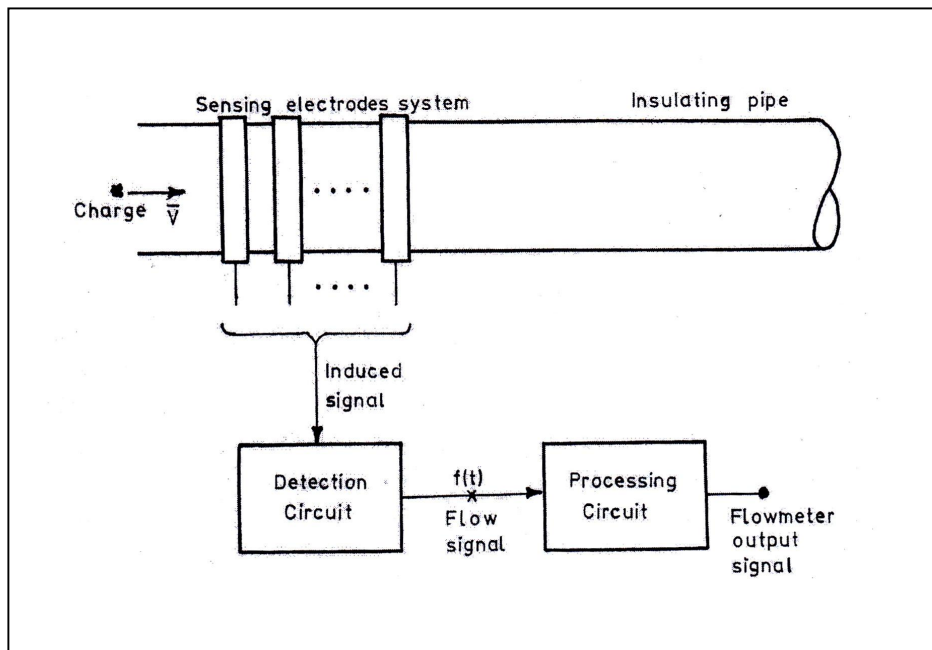 Sensing electrodes system
Insulating pipe
. . . .
Charge V̅
. . . .
Induced
signal
Detection
Circuit
f(t)
Flow
signal
Processing
Circuit
Flowmeter
output
signal